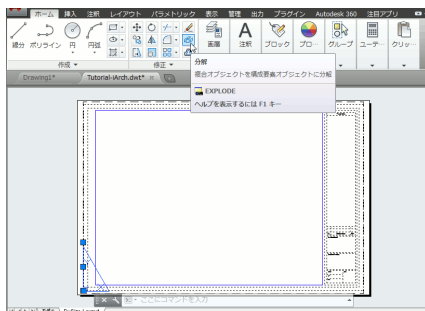 ホーム 挿入 注釈 レイアウト パラメトリック 表示 管理 出力 プラグイン Autodesk 360 注目アプリ
線分 ポリライン 円 円弧 画層 注釈 ブロック プロ… グループ ユーテ… クリッ…
作成 修正
Drawing1* Tutorial-iArch.dwt*
分解
複合オブジェクトを構成要素オブジェクトに分解
EXPLODE
ヘルプを表示するには F1 キー
ここにコマンドを入力